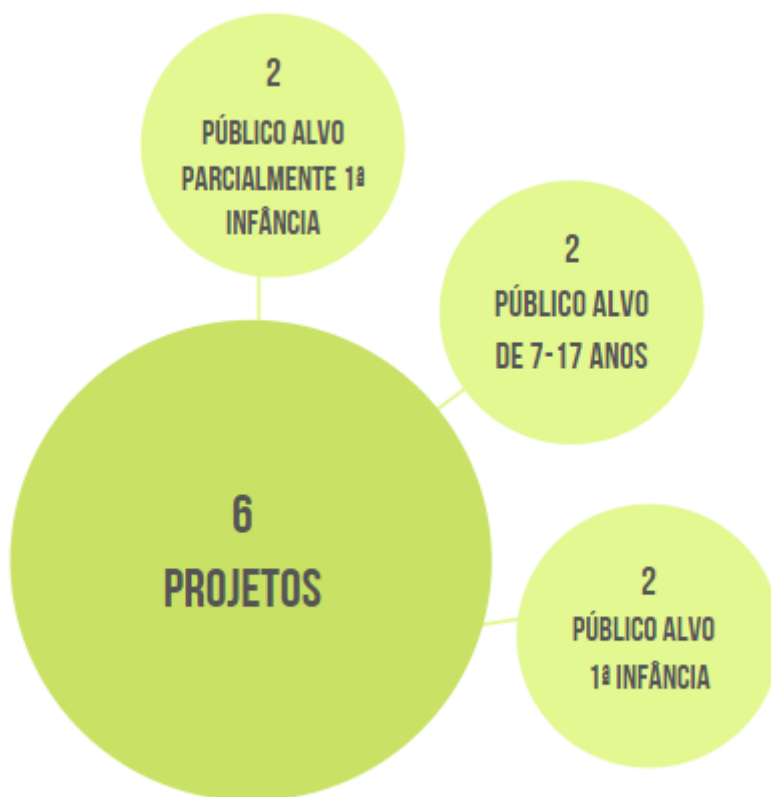 2
PÚBLICO ALVO
PARCIALMENTE 1ª
INFÂNCIA
2
PÚBLICO ALVO
DE 7-17 ANOS
6
PROJETOS
2
PÚBLICO ALVO
1ª INFÂNCIA